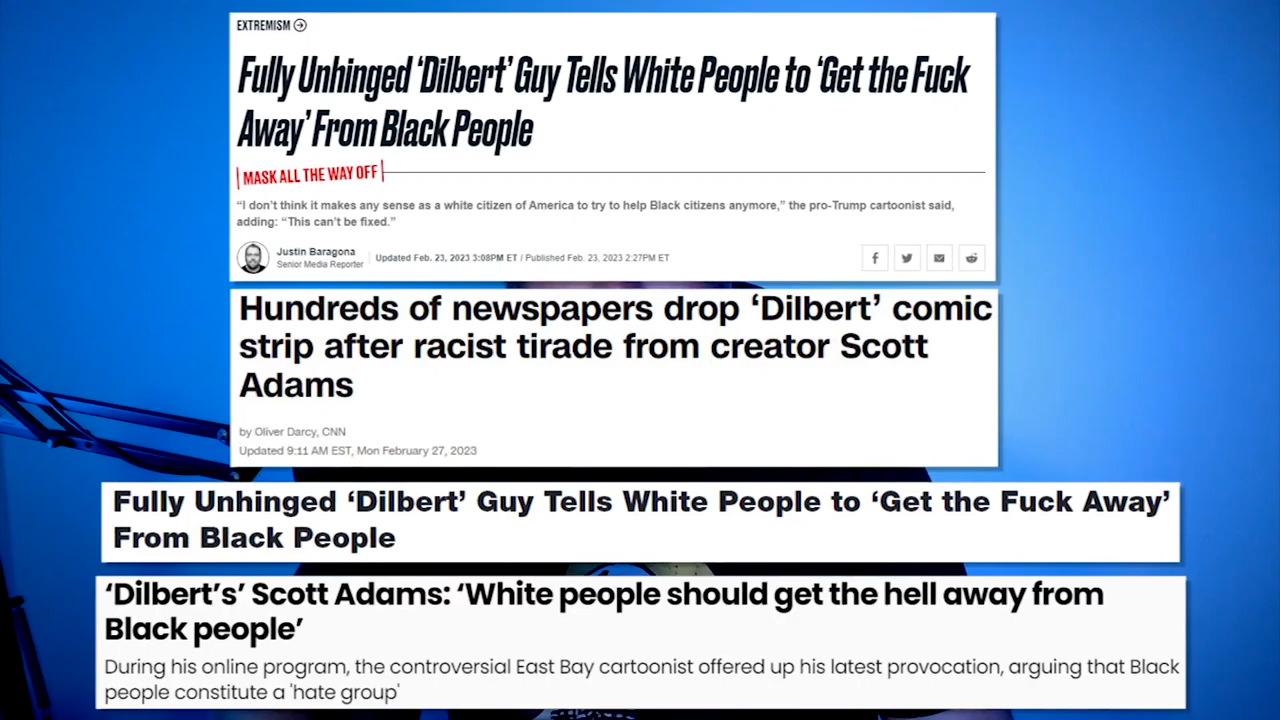 EXTREMISM
Fully Unhinged ‘Dilbert’ Guy Tells White People to ‘Get the Fuck
Away’ From Black People
MASK ALL THE WAY OFF
“I don’t think it makes any sense as a white citizen of America to try to help Black citizens anymore,” the pro-Trump cartoonist said,
adding: “This can’t be fixed.”
Justin Baragona
Senior Media Reporter
Updated Feb. 23, 2023 3:08PM ET / Published Feb. 23, 2023 2:27PM ET
Hundreds of newspapers drop ‘Dilbert’ comic
strip after racist tirade from creator Scott
Adams
by Oliver Darcy, CNN
Updated 9:11 AM EST, Mon February 27, 2023
Fully Unhinged ‘Dilbert’ Guy Tells White People to ‘Get the Fuck Away’
From Black People
‘Dilbert’s’ Scott Adams: ‘White people should get the hell away from
Black people’
During his online program, the controversial East Bay cartoonist offered up his latest provocation, arguing that Black
people constitute a 'hate group'